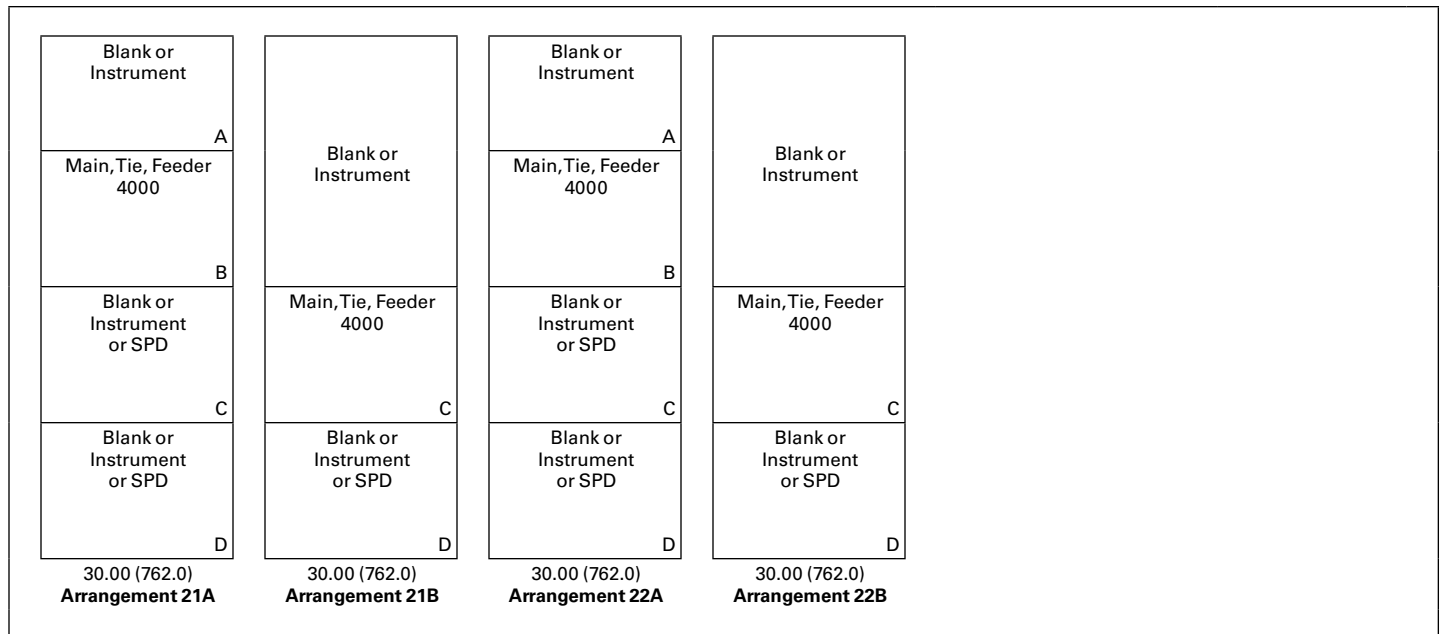 Blank or
Instrument
A
Main, Tie, Feeder
4000
B
Blank or
Instrument
or SPD
C
Blank or
Instrument
or SPD
D
30.00 (762.0)
Arrangement 21A
Blank or
Instrument
Main, Tie, Feeder
4000
C
Blank or
Instrument
or SPD
D
30.00 (762.0)
Arrangement 21B
Blank or
Instrument
A
Main, Tie, Feeder
4000
B
Blank or
Instrument
or SPD
C
Blank or
Instrument
or SPD
D
30.00 (762.0)
Arrangement 22A
Blank or
Instrument
Main, Tie, Feeder
4000
C
Blank or
Instrument
or SPD
D
30.00 (762.0)
Arrangement 22B